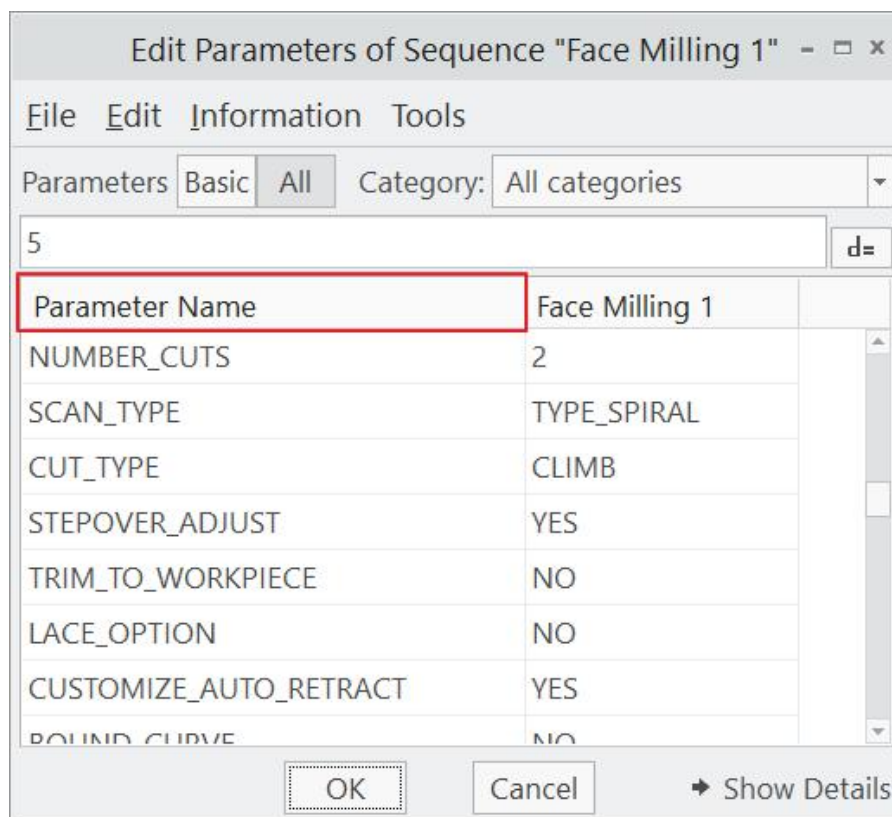 Edit Parameters of Sequence "Face Milling 1"
File Edit Information Tools
Parameters Basic All Category: All categories
5 d=
Parameter Name Face Milling 1
NUMBER_CUTS 2
SCAN_TYPE TYPE_SPIRAL
CUT_TYPE CLIMB
STEPOVER_ADJUST YES
TRIM_TO_WORKPIECE NO
LACE_OPTION NO
CUSTOMIZE_AUTO_RETRACT YES
ROUND_CURVE NO
OK Cancel Show Details